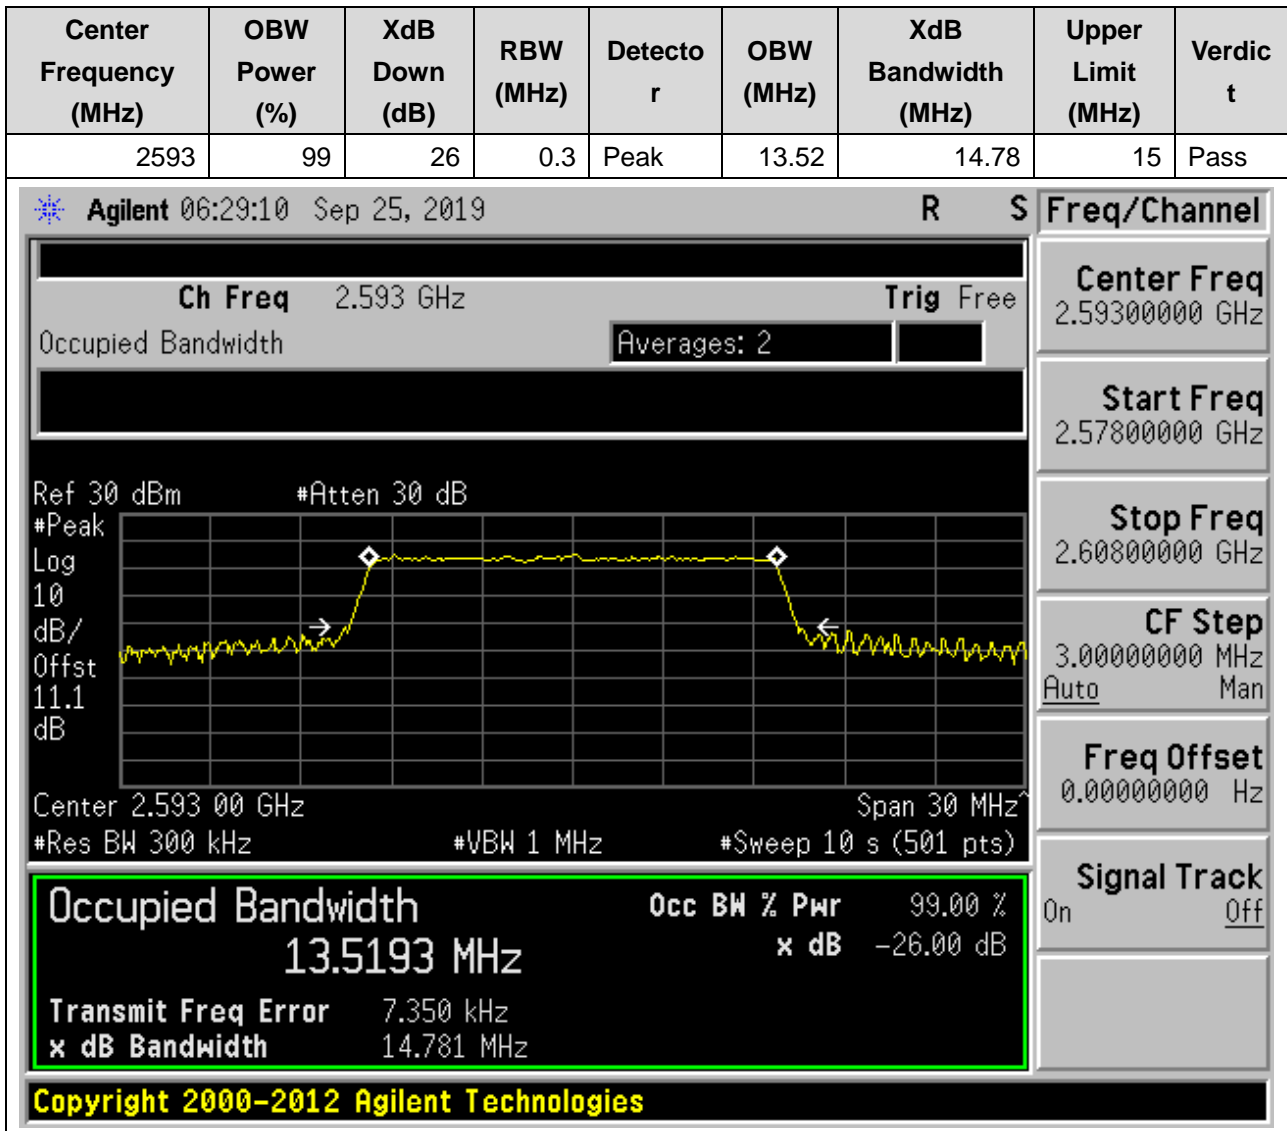 Center Frequency (MHz) OBW Power (%) XdB Down (dB) RBW (MHz) Detector OBW (MHz) XdB Bandwidth (MHz) Upper Limit (MHz) Verdict
2593 99 26 0.3 Peak 13.52 14.78 15 Pass
Agilent 06:29:10 Sep 25, 2019 R S Freq/Channel
Ch Freq 2.593 GHz Trig Free
Occupied Bandwidth Averages: 2
Center Freq
2.59300000 GHz
Start Freq
2.57800000 GHz
Stop Freq
2.60800000 GHz
CF Step
3.00000000 MHz
Auto Man
Freq Offset
0.00000000 Hz
Signal Track
On Off
Ref 30 dBm #Atten 30 dB
#Peak
Log
10
dB/
Offst
11.1
dB
Center 2.593 00 GHz Span 30 MHz^
#Res BW 300 kHz #VBW 1 MHz #Sweep 10 s (501 pts)
Occupied Bandwidth Occ BW % Pwr 99.00 %
13.5193 MHz x dB -26.00 dB
Transmit Freq Error 7.350 kHz
x dB Bandwidth 14.781 MHz
Copyright 2000-2012 Agilent Technologies